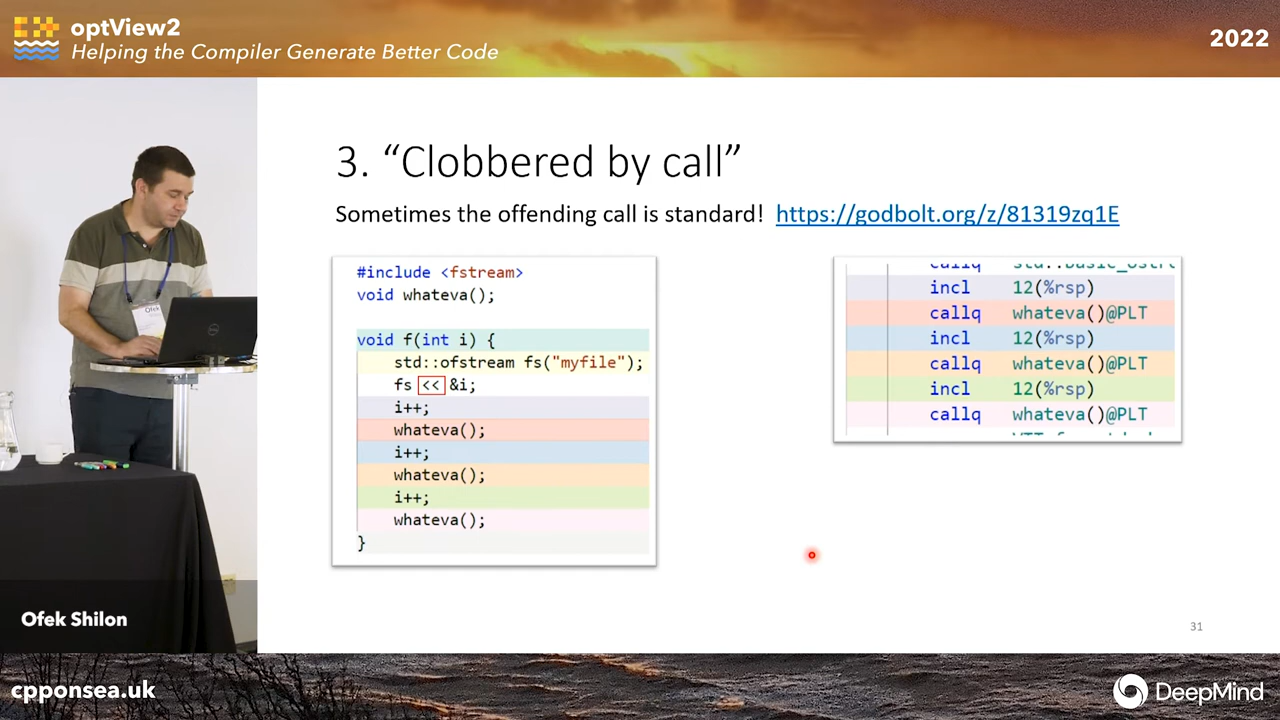 optView2
Helping the Compiler Generate Better Code
2022
3. “Clobbered by call”
Sometimes the offending call is standard! https://godbolt.org/z/81319zq1E
#include <fstream>
void whateva();
void f(int i) {
std::ofstream fs("myfile");
fs << &i;
i++;
whateva();
i++;
whateva();
i++;
whateva();
}
callq
incl 12(%rsp)
callq whateva()@PLT
incl 12(%rsp)
callq whateva()@PLT
incl 12(%rsp)
callq whateva()@PLT
Ofek
Ofek Shilon
31
cpponsea.uk
DeepMind